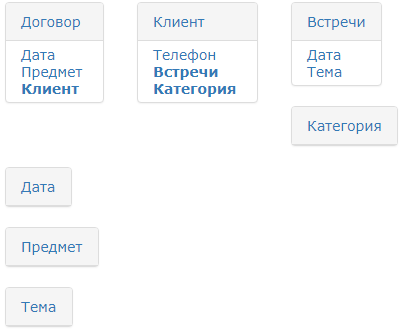 Договор
Дата
Предмет
Клиент
Клиент
Телефон
Встречи
Категория
Встречи
Дата
Тема
Категория
Дата
Предмет
Тема